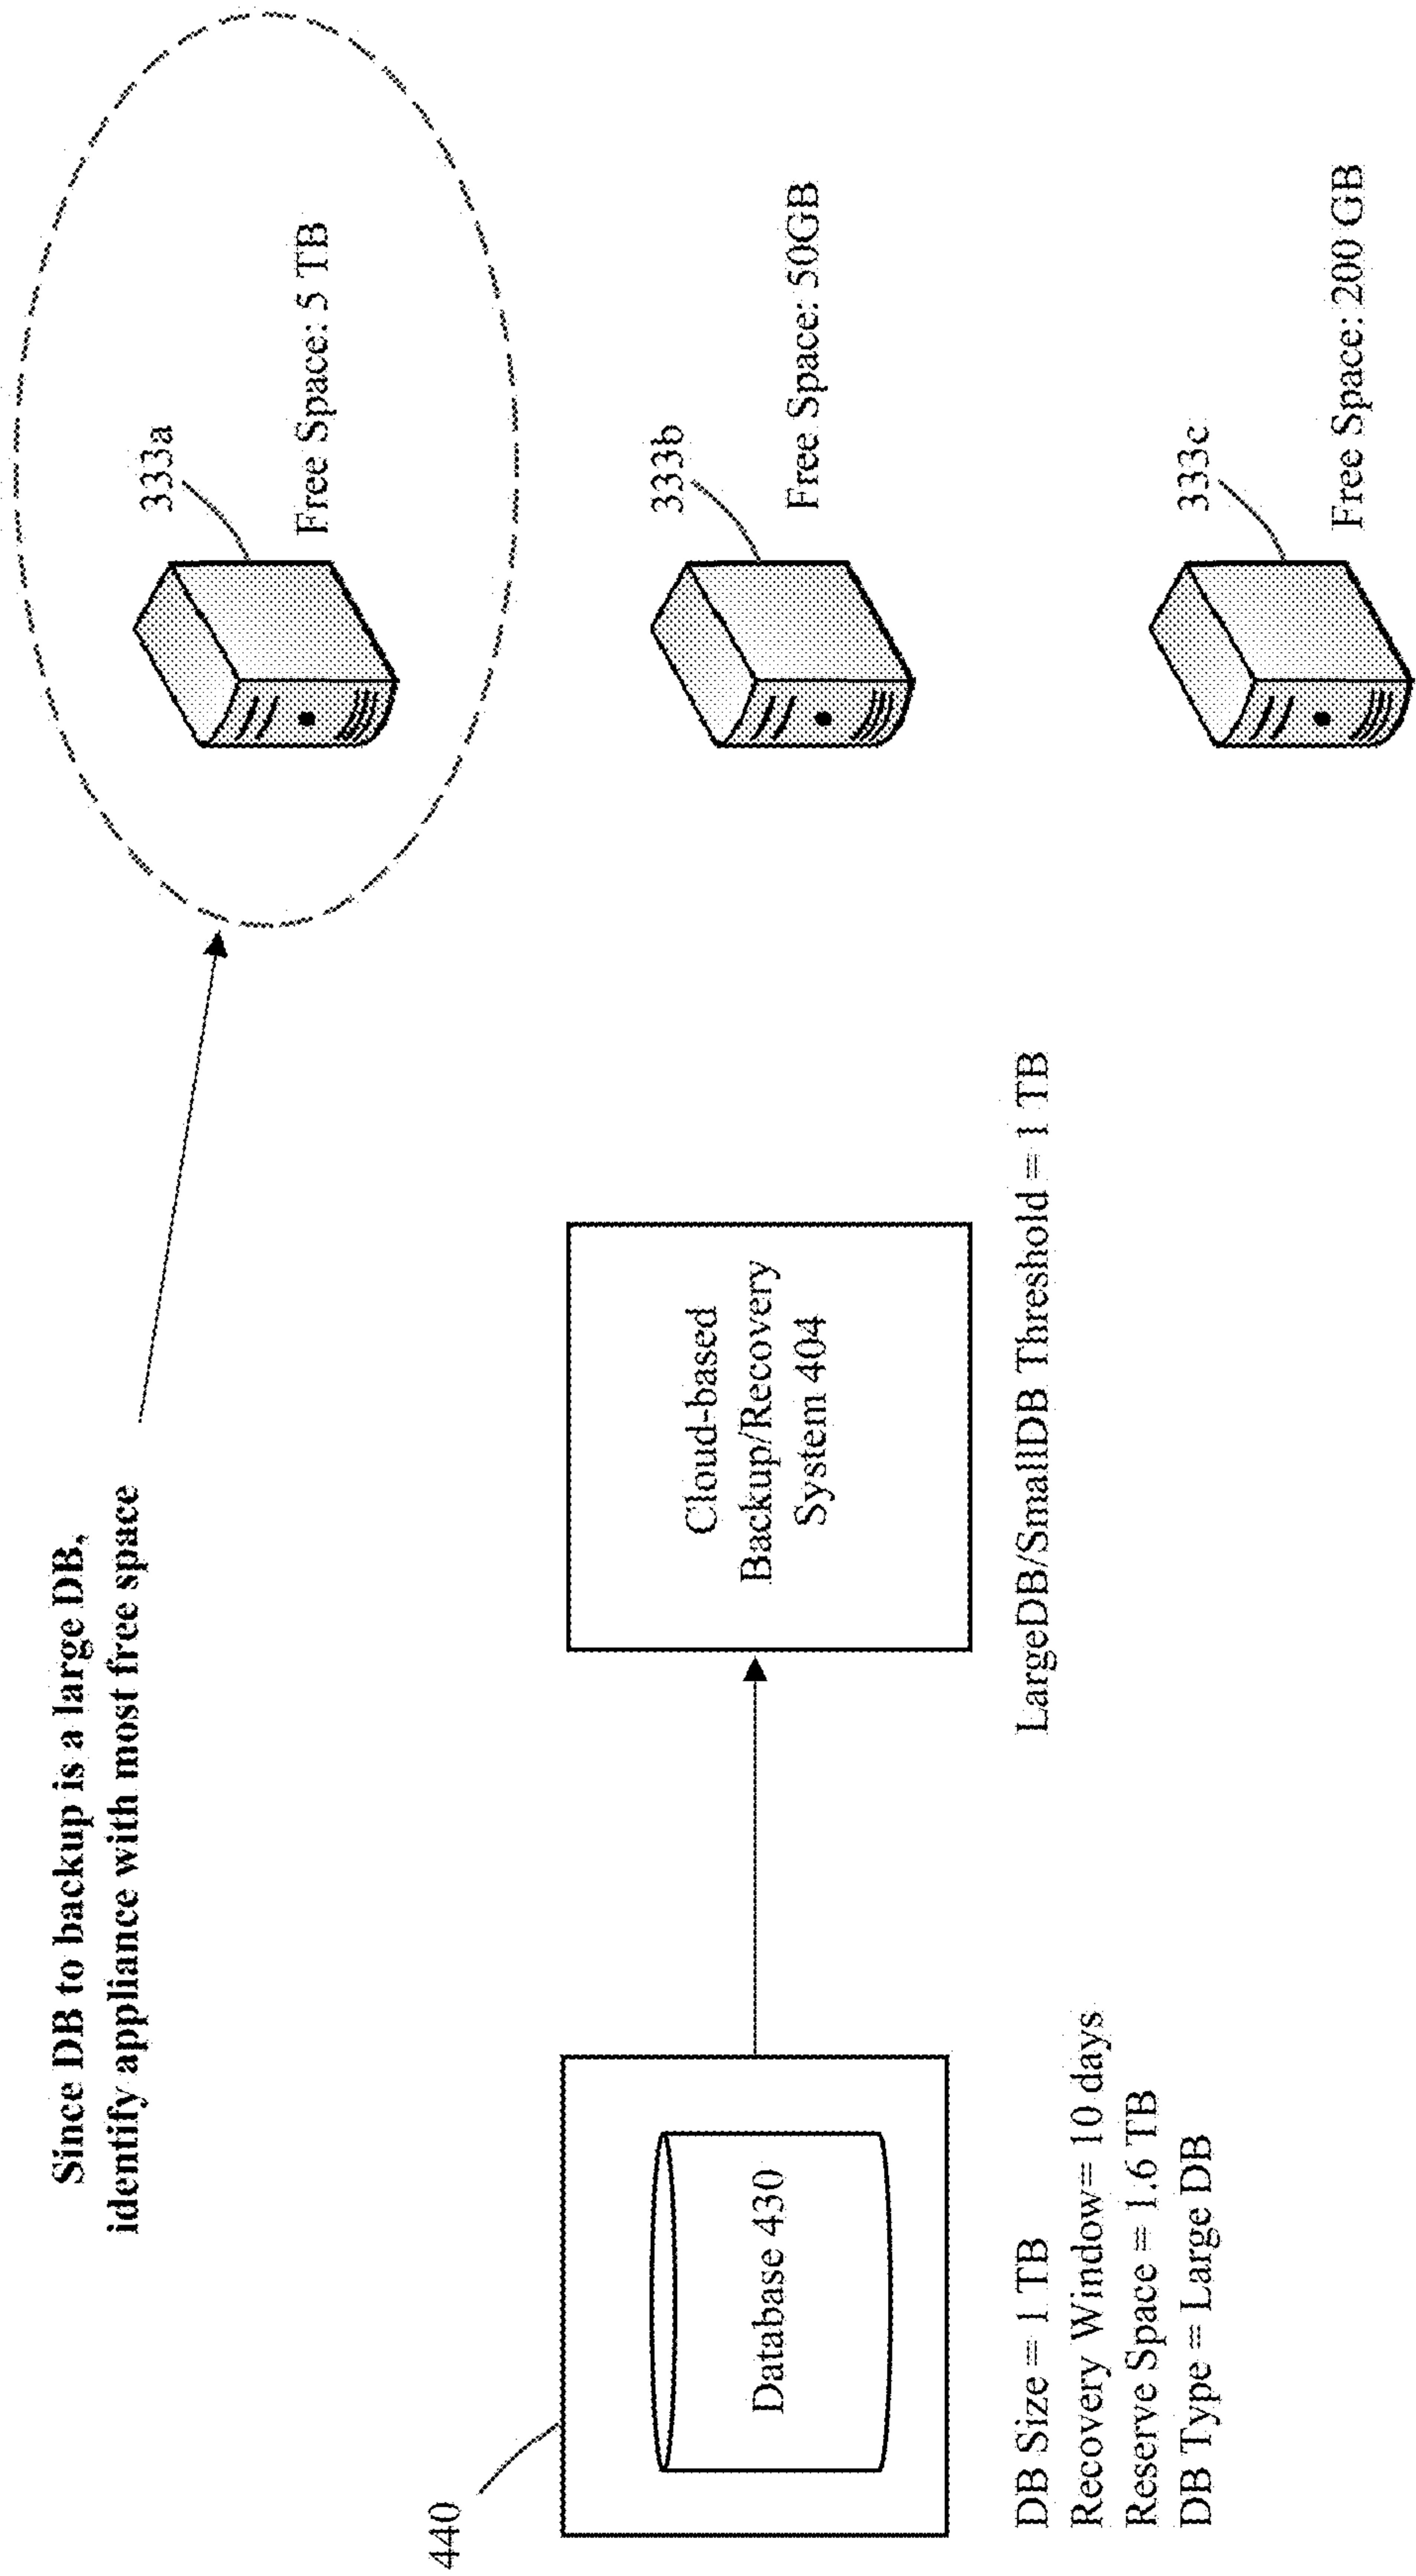 Since DB to backup is a large DB,
identify appliance with most free space
440
Database 430
DB Size = 1 TB
Recovery Window= 10 days
Reserve Space = 1.6 TB
DB Type = Large DB
Cloud-based
Backup/Recovery
System 404
LargeDB/SmallDB Threshold = 1 TB
333a
Free Space: 5 TB
333b
Free Space: 50GB
333c
Free Space: 200 GB